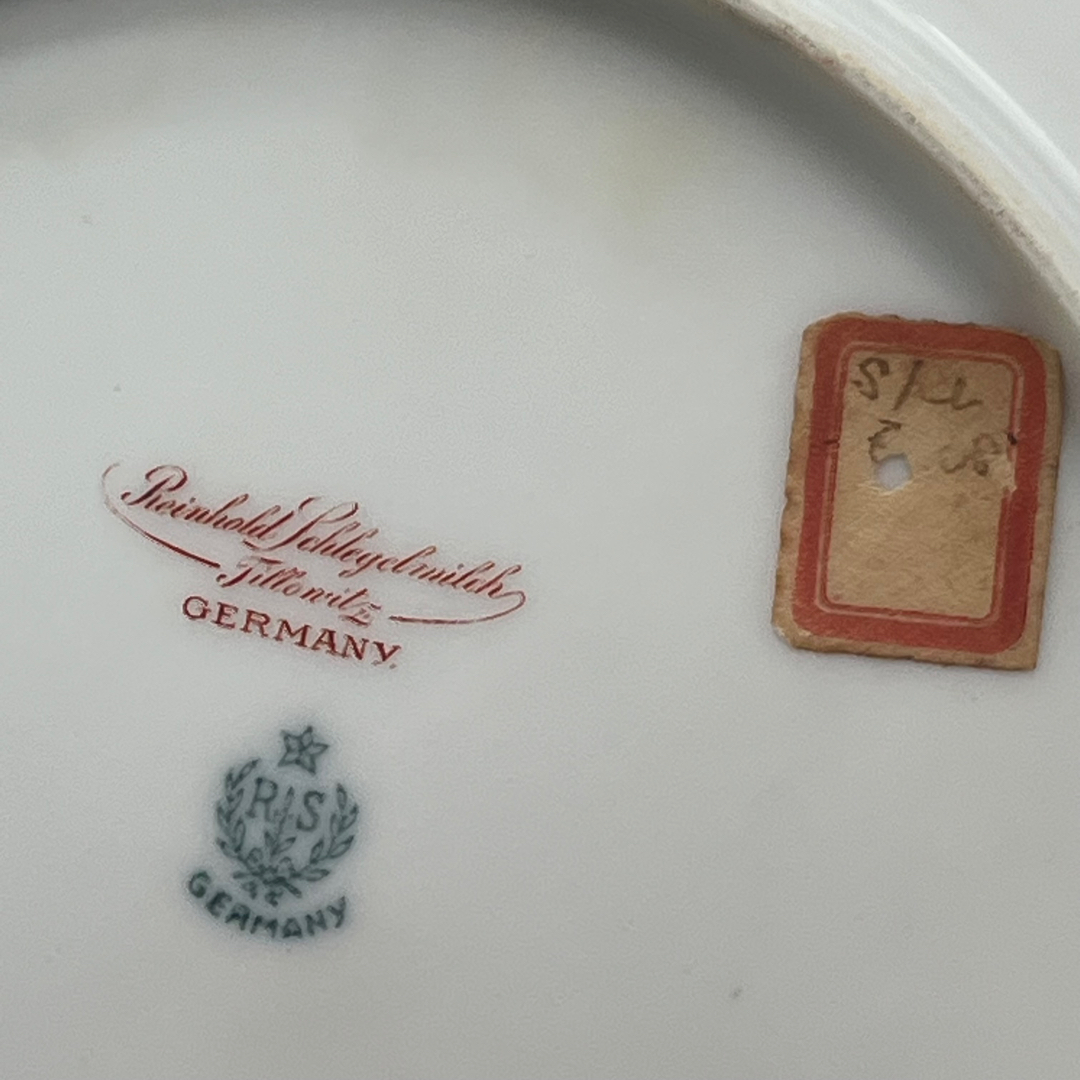 Reinhold Schlegelmilch
Tillowitz
GERMANY.
RS
GERMANY